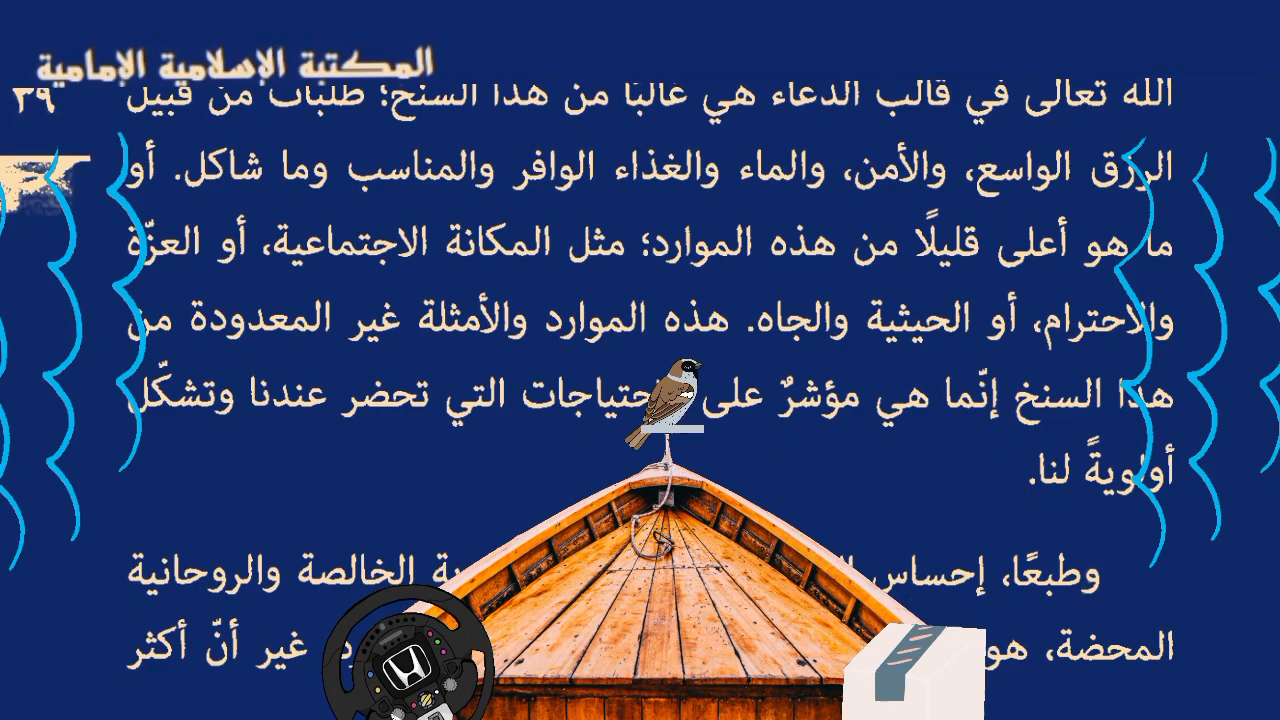 المكتبة الإسلامية الإمامية
٣٩
الله تعالى في قالب الدعاء هي غالبًا من هذا السنخ؛ طلبات من قبيل
الرزق الواسع، والأمن، والماء والغذاء الوافر والمناسب وما شاكل. أو
ما هو أعلى قليلًا من هذه الموارد؛ مثل المكانة الاجتماعية، أو العزّة
والاحترام، أو الحيثية والجاه. هذه الموارد والأمثلة غير المعدودة من
هذا السنخ إنّما هي مؤشرٌ على حتياجات التي تحضر عندنا وتشكّل
أولويةً لنا.
وطبعًا، إحساس الخالصة والروحانية
المحضة، هو غير أنّ أكثر